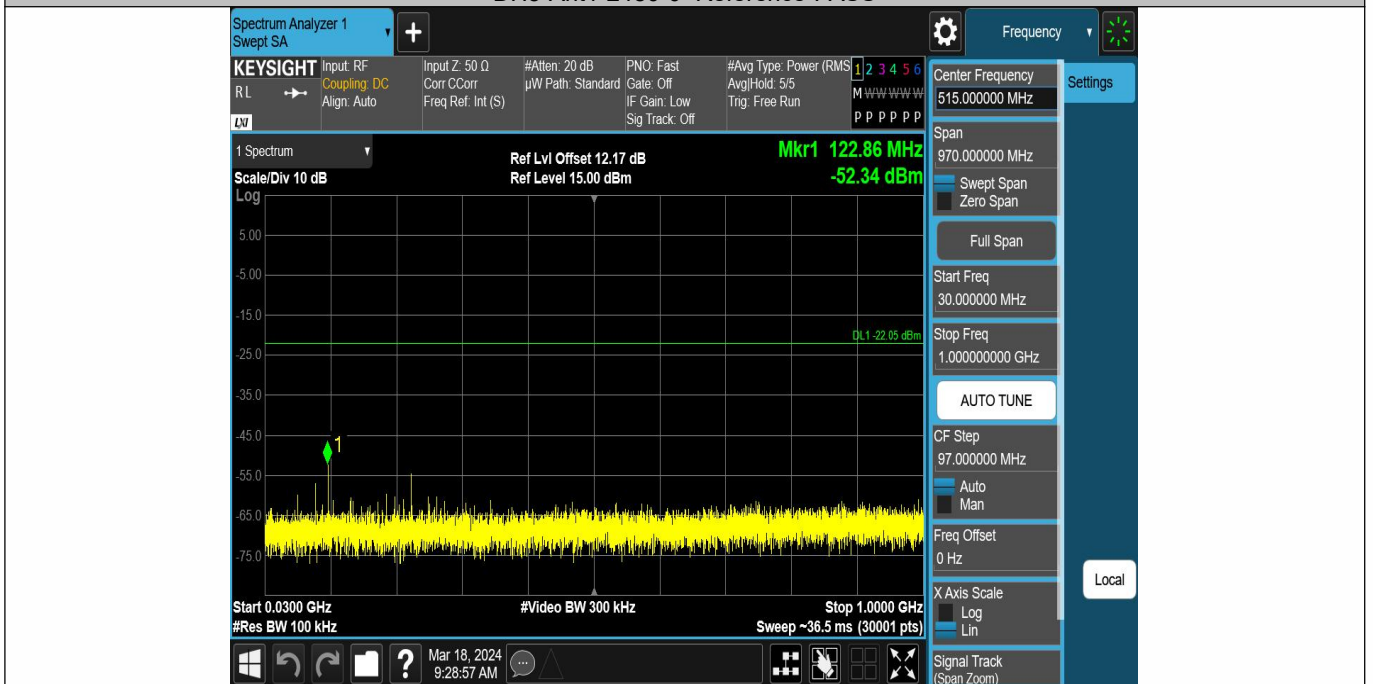 Spectrum Analyzer 1
Swept SA
+
Frequency
KEYSIGHT
RL
LXI
Input: RF
Coupling: DC
Align: Auto
Input Z: 50 Ω
Corr CCorr
Freq Ref: Int (S)
#Atten: 20 dB
µW Path: Standard
PNO: Fast
Gate: Off
IF Gain: Low
Sig Track: Off
#Avg Type: Power (RMS
Avg|Hold: 5/5
Trig: Free Run
1 2 3 4 5 6
M W W W W W
P P P P P P
1 Spectrum
Scale/Div 10 dB
Ref Lvl Offset 12.17 dB
Ref Level 15.00 dBm
Mkr1 122.86 MHz
-52.34 dBm
Log
5.00
-5.00
-15.0
DL1 -22.05 dBm
-25.0
-35.0
-45.0
1
-55.0
-65.0
-75.0
Start 0.0300 GHz
#Video BW 300 kHz
Stop 1.0000 GHz
#Res BW 100 kHz
Sweep ~36.5 ms (30001 pts)
Center Frequency
515.000000 MHz
Settings
Span
970.000000 MHz
Swept Span
Zero Span
Full Span
Start Freq
30.000000 MHz
Stop Freq
1.000000000 GHz
AUTO TUNE
CF Step
97.000000 MHz
Auto
Man
Freq Offset
0 Hz
X Axis Scale
Log
Lin
Local
Signal Track
(Span Zoom)
?
Mar 18, 2024
9:28:57 AM